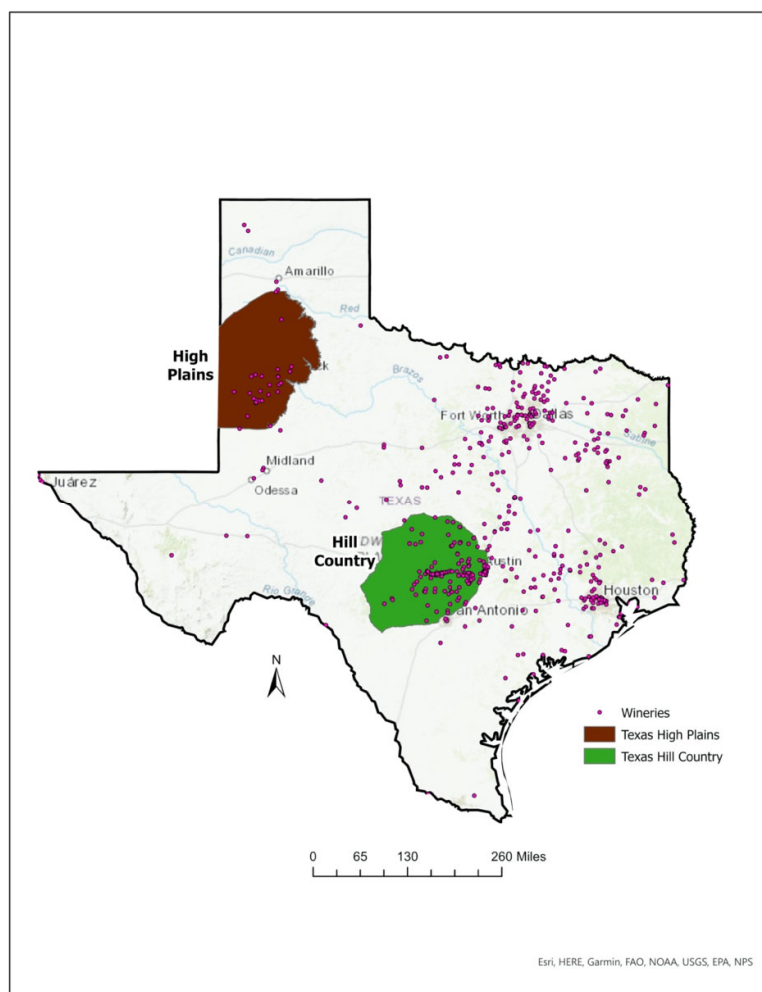 Canadian
Amarillo
Red
High
Plains
Brazos
Fort Worth
Dallas
Sabine
Midland
Juárez
Odessa
TEXAS
Hill
Country
Austin
Rio Grande
Houston
San Antonio
N
Wineries
Texas High Plains
Texas Hill Country
0 65 130 260 Miles
Esri, HERE, Garmin, FAO, NOAA, USGS, EPA, NPS